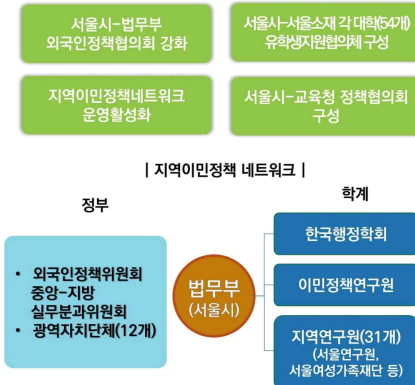 서울시-법무부
외국인정책협의회 강화
서울시-서울소재 각 대학(54개)
유학생지원협의체 구성
지역이민정책네트워크
운영활성화
서울시-교육청 정책협의회
구성
| 지역이민정책 네트워크 |
정부
학계
• 외국인정책위원회
중앙-지방
실무분과위원회
• 광역자치단체(12개)
법무부
(서울시)
한국행정학회
이민정책연구원
지역연구원(31개)
(서울연구원,
서울여성가족재단 등)